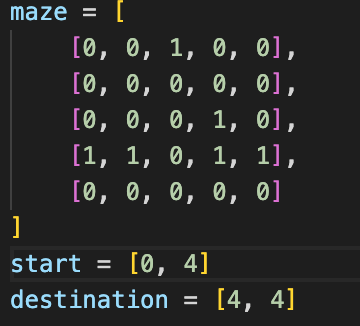 maze = [
[0, 0, 1, 0, 0],
[0, 0, 0, 0, 0],
[0, 0, 0, 1, 0],
[1, 1, 0, 1, 1],
[0, 0, 0, 0, 0]
]
start = [0, 4]
destination = [4, 4]